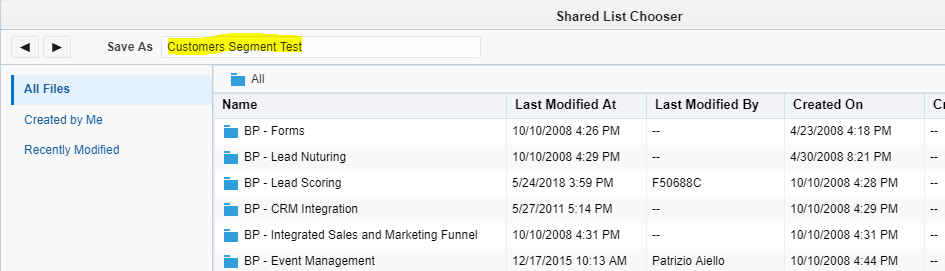 Shared List Chooser
◀ ▶ Save As Customers Segment Test
All Files
Created by Me
Recently Modified
All
Name Last Modified At Last Modified By Created On
BP - Forms 10/10/2008 4:26 PM -- 4/23/2008 4:18 PM
BP - Lead Nuturing 10/10/2008 4:29 PM -- 4/30/2008 8:21 PM
BP - Lead Scoring 5/24/2018 3:59 PM F50688C 10/10/2008 4:28 PM --
BP - CRM Integration 5/27/2011 5:14 PM -- 10/10/2008 4:29 PM --
BP - Integrated Sales and Marketing Funnel 10/10/2008 4:31 PM -- 10/10/2008 4:31 PM --
BP - Event Management 12/17/2015 10:13 AM Patrizio Aiello 10/10/2008 4:44 PM --